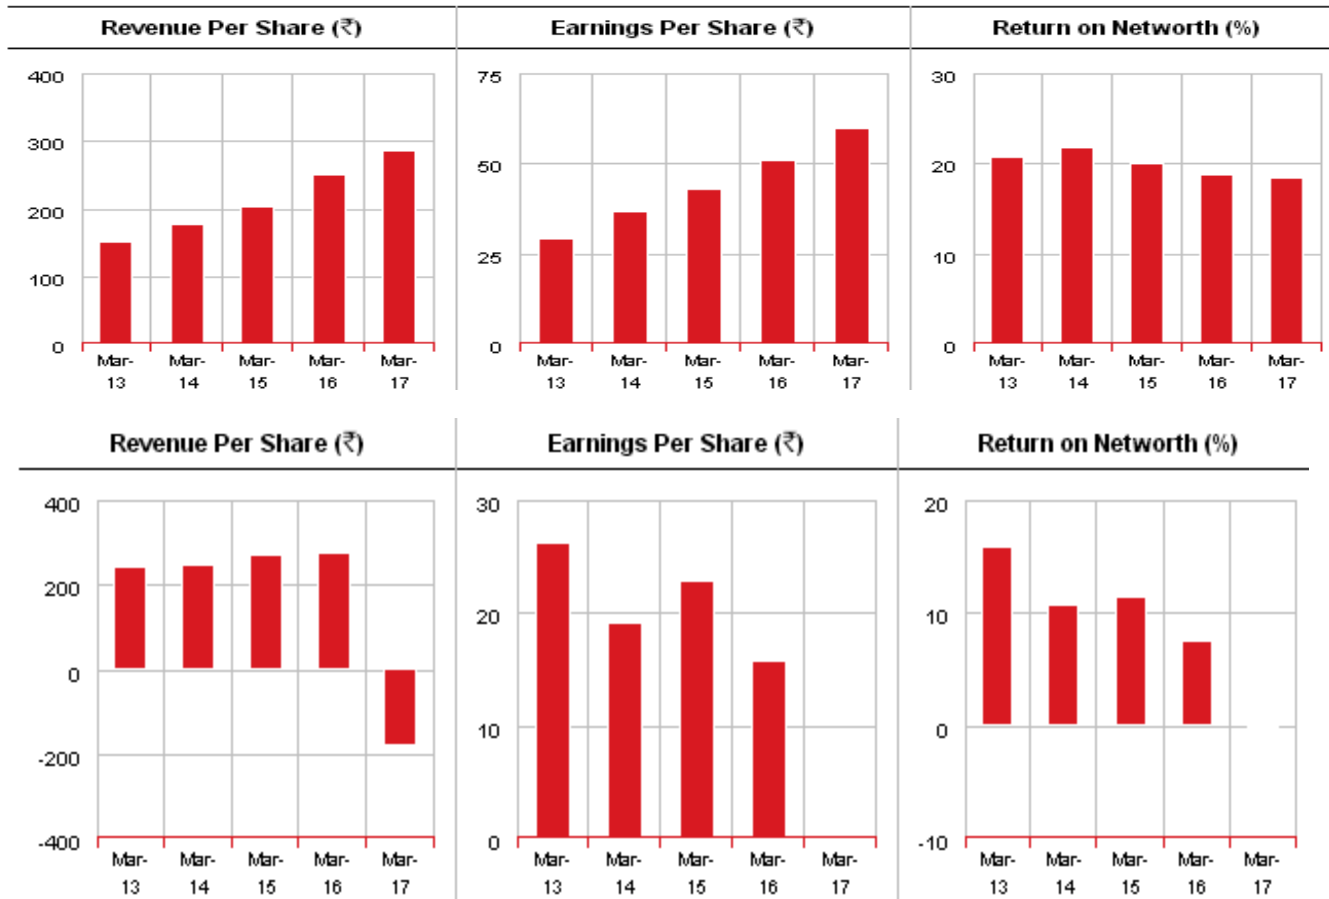 Revenue Per Share (₹)
Earnings Per Share (₹)
Return on Networth (%)
400
300
200
100
0
Mar-13
Mar-14
Mar-15
Mar-16
Mar-17
75
50
25
0
Mar-13
Mar-14
Mar-15
Mar-16
Mar-17
30
20
10
0
Mar-13
Mar-14
Mar-15
Mar-16
Mar-17
Revenue Per Share (₹)
Earnings Per Share (₹)
Return on Networth (%)
400
200
0
-200
-400
Mar-13
Mar-14
Mar-15
Mar-16
Mar-17
30
20
10
0
Mar-13
Mar-14
Mar-15
Mar-16
Mar-17
20
10
0
-10
Mar-13
Mar-14
Mar-15
Mar-16
Mar-17